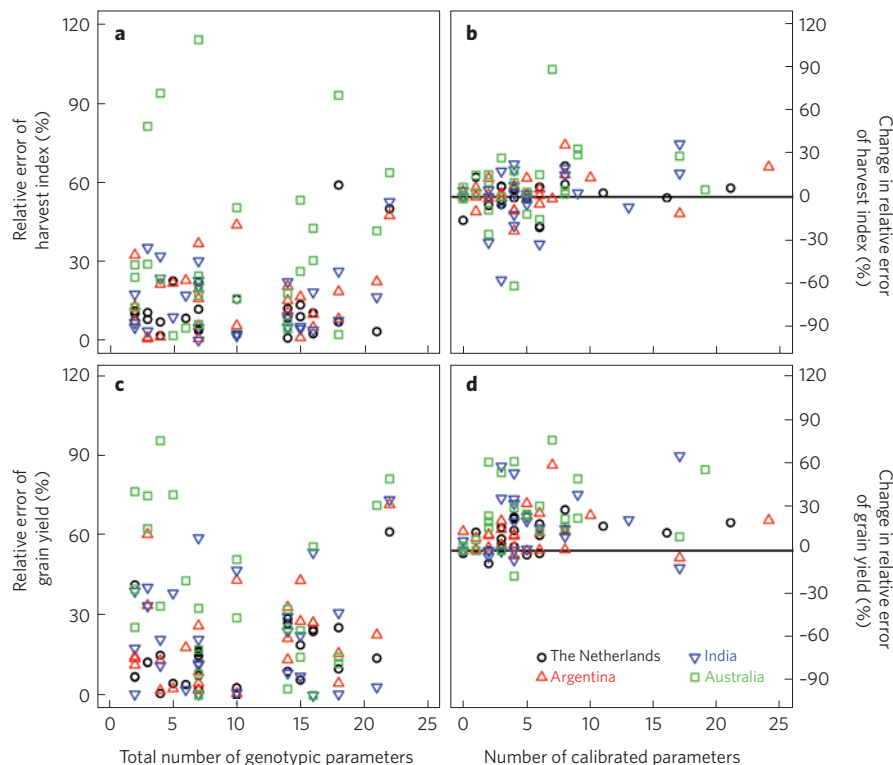 a
b
120
90
60
30
0
Relative error of
harvest index (%)
120
90
60
30
0
-30
-60
-90
Change in relative error
of harvest index (%)
c
d
120
90
60
30
0
Relative error of
grain yield (%)
120
90
60
30
0
-30
-60
-90
Change in relative error
of grain yield (%)
The Netherlands
India
Argentina
Australia
0 5 10 15 20 25
0 5 10 15 20 25
Total number of genotypic parameters
Number of calibrated parameters